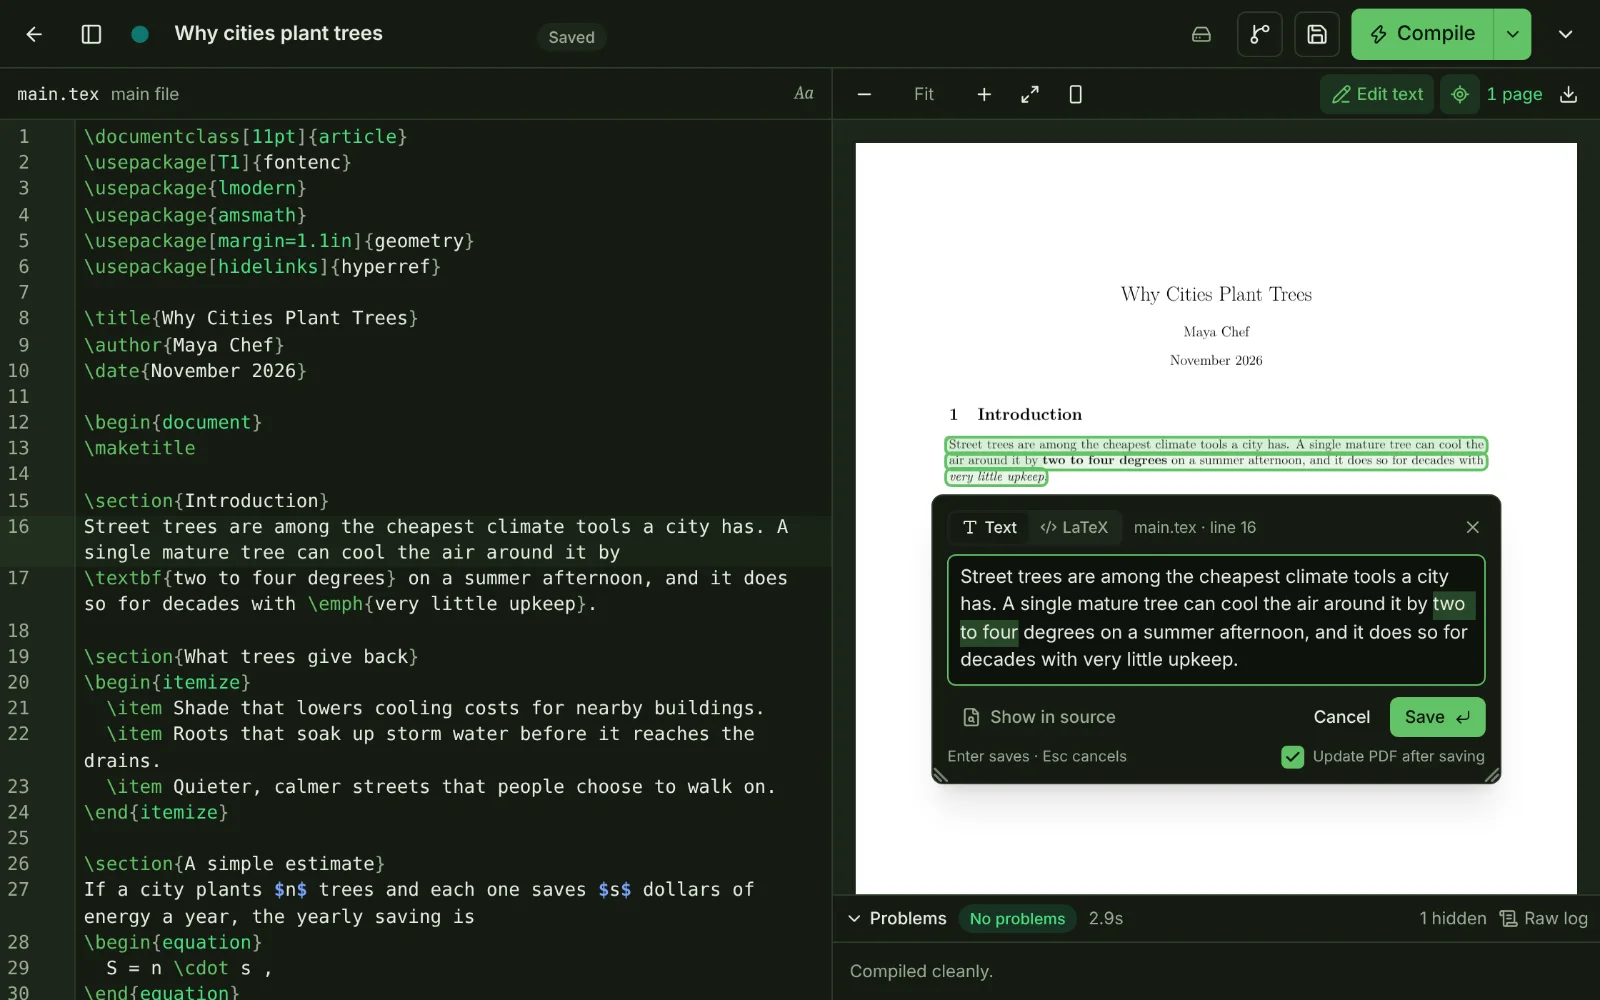 Why cities plant trees
Saved
Compile
main.tex main file
Aa
Fit
Edit text
1 page
1 \documentclass[11pt]{article}
2 \usepackage[T1]{fontenc}
3 \usepackage{lmodern}
4 \usepackage{amsmath}
5 \usepackage[margin=1.1in]{geometry}
6 \usepackage[hidelinks]{hyperref}
7
8 \title{Why Cities Plant Trees}
9 \author{Maya Chef}
10 \date{November 2026}
11
12 \begin{document}
13 \maketitle
14
15 \section{Introduction}
16 Street trees are among the cheapest climate tools a city has. A
single mature tree can cool the air around it by
17 \textbf{two to four degrees} on a summer afternoon, and it does
so for decades with \emph{very little upkeep}.
18
19 \section{What trees give back}
20 \begin{itemize}
21 \item Shade that lowers cooling costs for nearby buildings.
22 \item Roots that soak up storm water before it reaches the
drains.
23 \item Quieter, calmer streets that people choose to walk on.
24 \end{itemize}
25
26 \section{A simple estimate}
27 If a city plants $n$ trees and each one saves $s$ dollars of
energy a year, the yearly saving is
28 \begin{equation}
29 S = n \cdot s ,
30 \end{equation}
Why Cities Plant Trees
Maya Chef
November 2026
1 Introduction
Street trees are among the cheapest climate tools a city has. A single mature tree can cool the
air around it by two to four degrees on a summer afternoon, and it does so for decades with
very little upkeep.
Text
</> LaTeX
main.tex · line 16
Street trees are among the cheapest climate tools a city
has. A single mature tree can cool the air around it by two
to four degrees on a summer afternoon, and it does so for
decades with very little upkeep.
Show in source
Cancel
Save
Enter saves · Esc cancels
Update PDF after saving
Problems
No problems
2.9s
1 hidden
Raw log
Compiled cleanly.